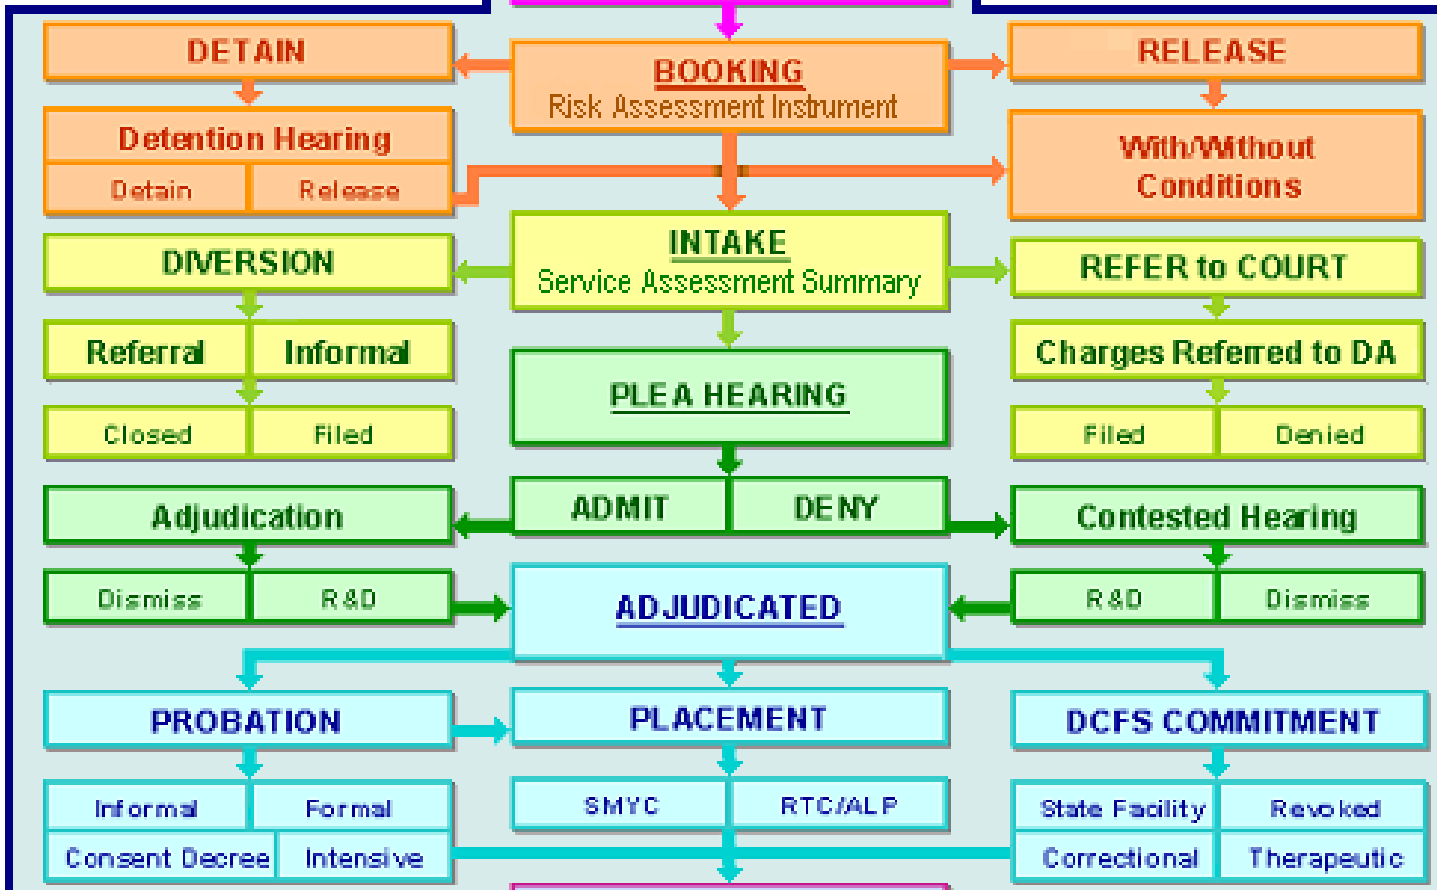 DETAIN
BOOKING
Risk Assessment Instrument
RELEASE
Detention Hearing
Detain
Release
With/Without
Conditions
DIVERSION
INTAKE
Service Assessment Summary
REFER to COURT
Referral
Informal
Charges Referred to DA
PLEA HEARING
Closed
Filed
Filed
Denied
Adjudication
ADMIT
DENY
Contested Hearing
Dismiss
R&D
ADJUDICATED
R&D
Dismiss
PROBATION
PLACEMENT
DCFS COMMITMENT
Informal
Formal
SMYC
RTC/ALP
State Facility
Revoked
Consent Decree
Intensive
Correctional
Therapeutic